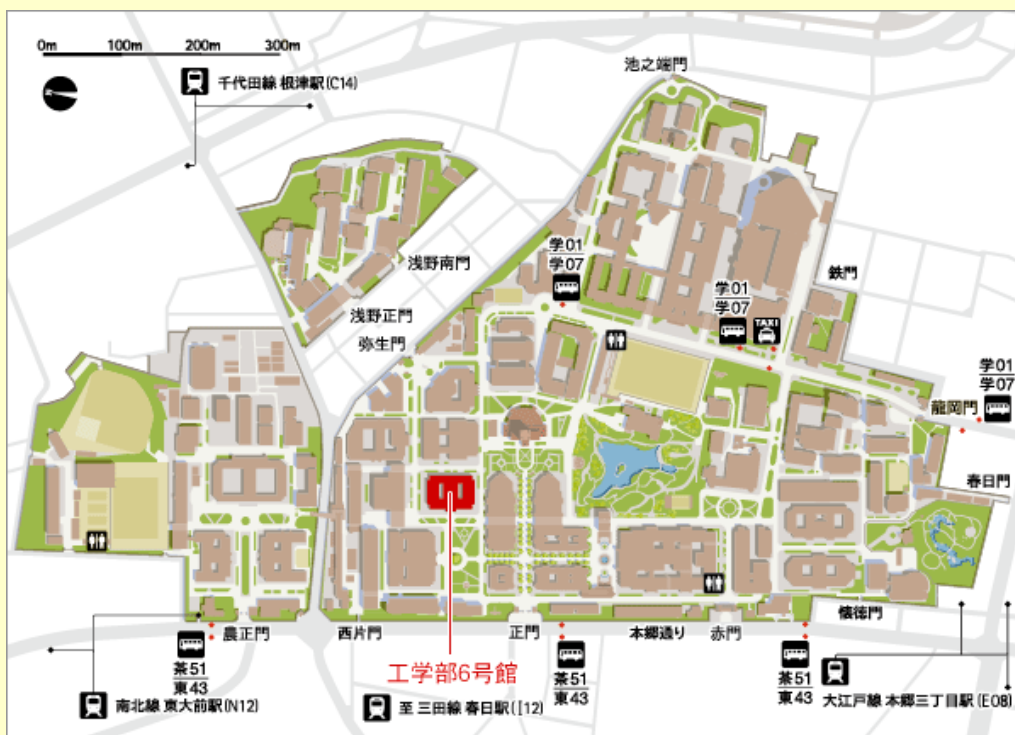 0m 100m 200m 300m
千代田線 根津駅(C14)
池之端門
浅野南門
浅野正門
弥生門
学01
学07
学01
学07
TAXI
鉄門
学01
学07
龍岡門
春日門
懐徳門
農正門
西片門
正門
本郷通り
赤門
工学部6号館
茶51
東43
茶51
東43
茶51
東43
南北線 東大前駅(N12)
至 三田線 春日駅(I12)
大江戸線 本郷三丁目駅(E08)